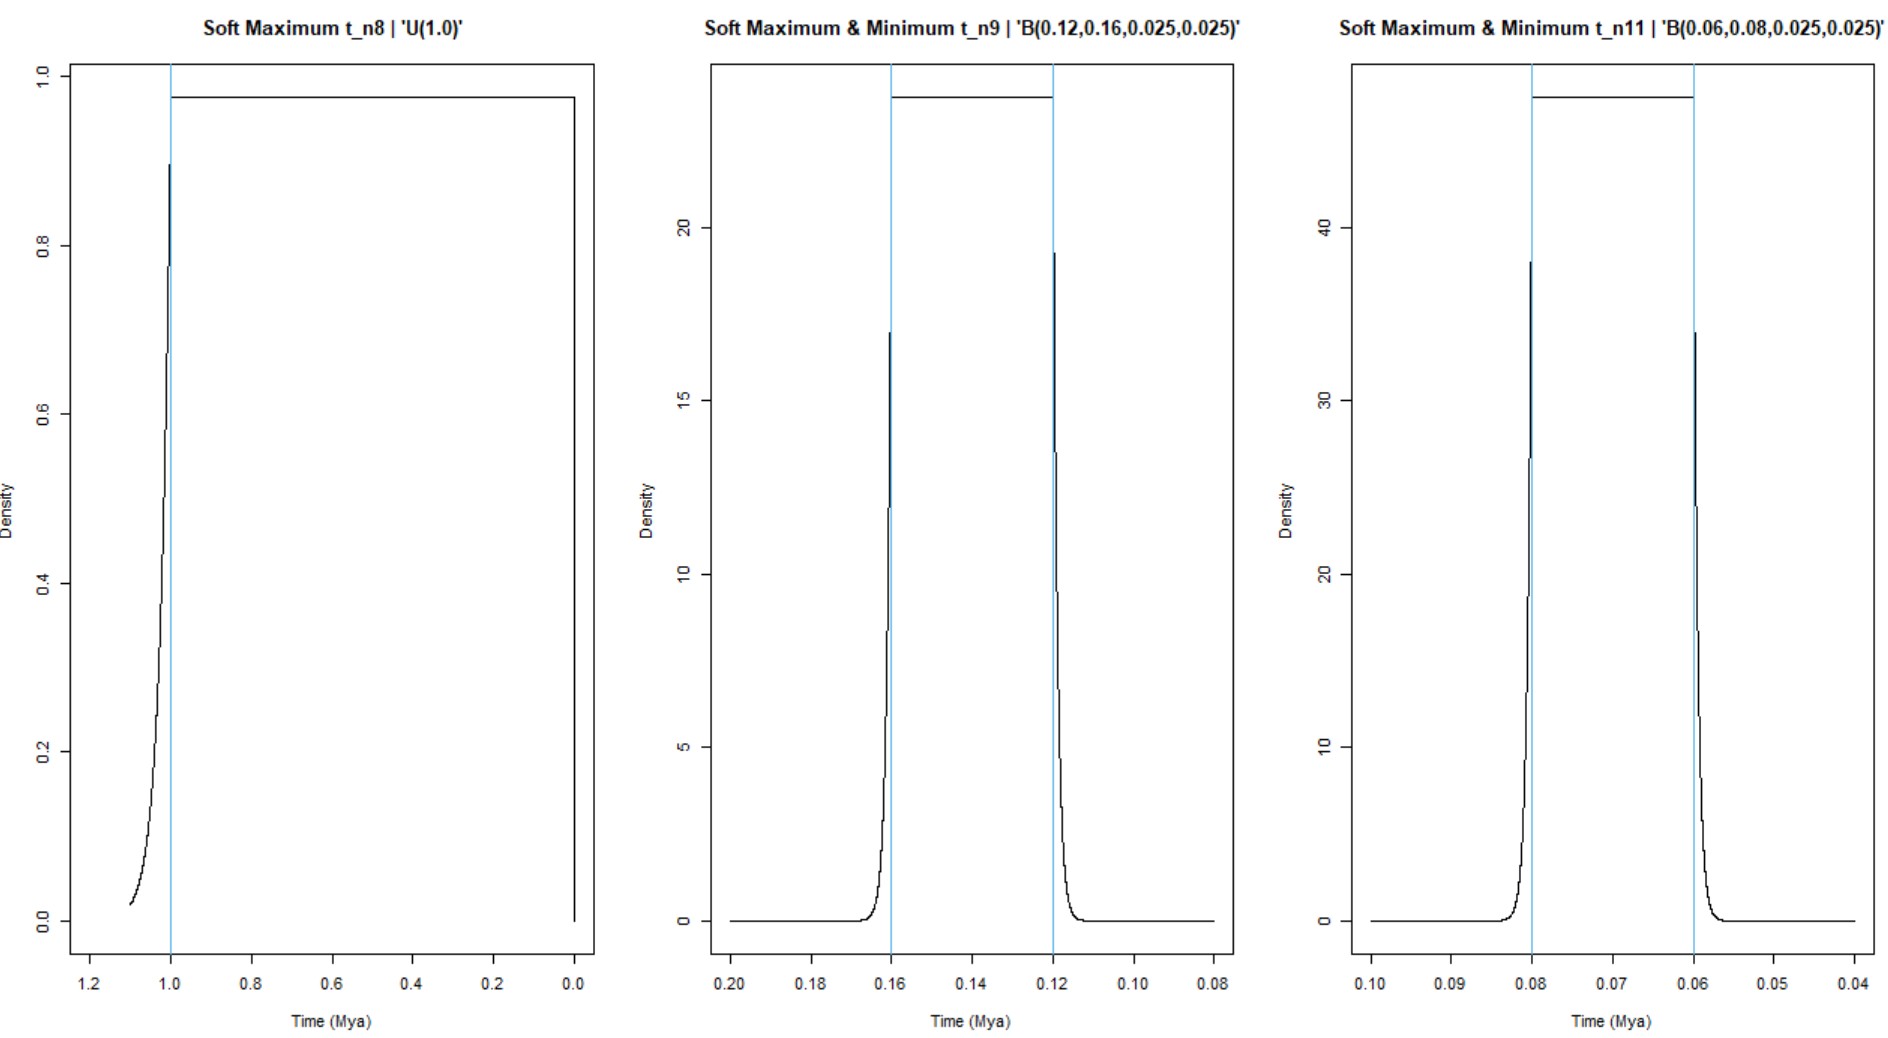 Soft Maximum t_n8 | 'U(1.0)'
Density
1.0
0.8
0.6
0.4
0.2
0.0
1.2 1.0 0.8 0.6 0.4 0.2 0.0
Time (Mya)
Soft Maximum & Minimum t_n9 | 'B(0.12,0.16,0.025,0.025)'
Density
20
15
10
5
0
0.20 0.18 0.16 0.14 0.12 0.10 0.08
Time (Mya)
Soft Maximum & Minimum t_n11 | 'B(0.06,0.08,0.025,0.025)'
Density
40
30
20
10
0
0.10 0.09 0.08 0.07 0.06 0.05 0.04
Time (Mya)